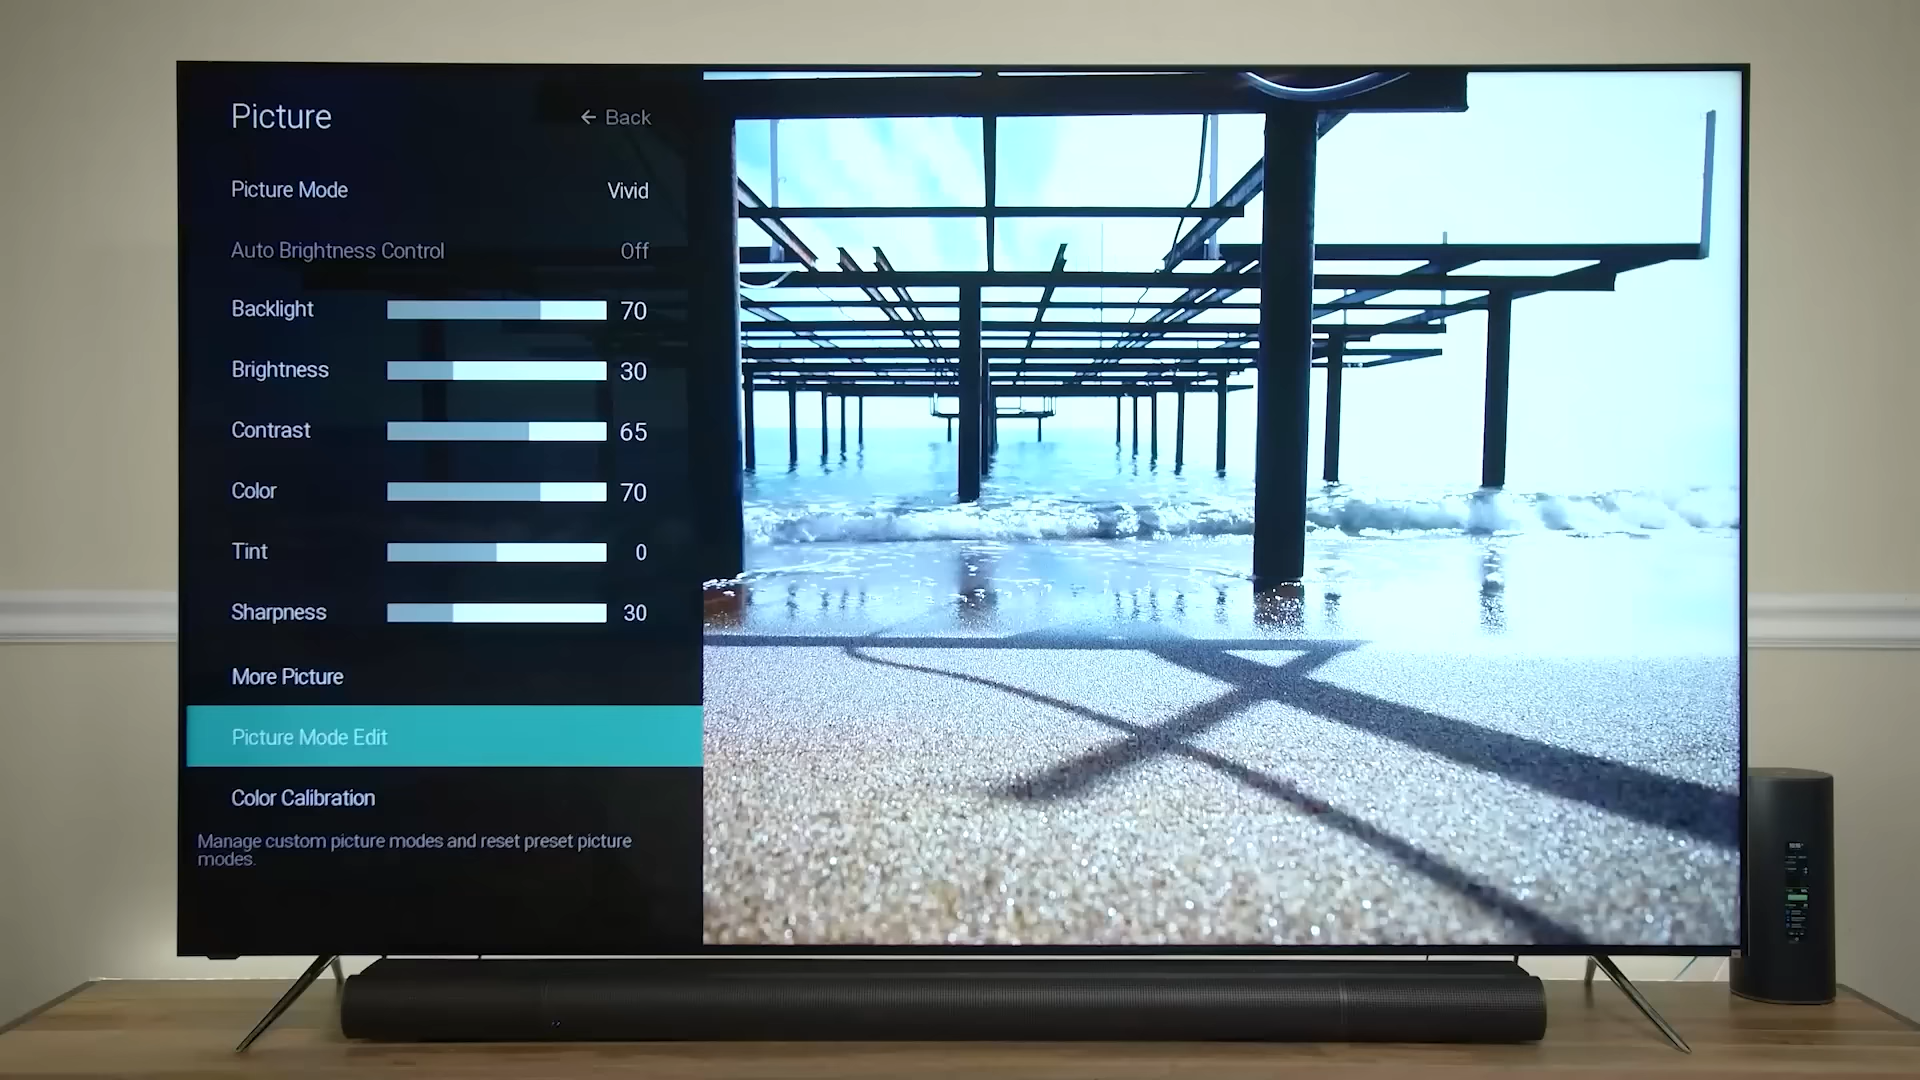 Picture
← Back
Picture Mode Vivid
Auto Brightness Control Off
Backlight 70
Brightness 30
Contrast 65
Color 70
Tint 0
Sharpness 30
More Picture
Picture Mode Edit
Color Calibration
Manage custom picture modes and reset preset picture
modes.